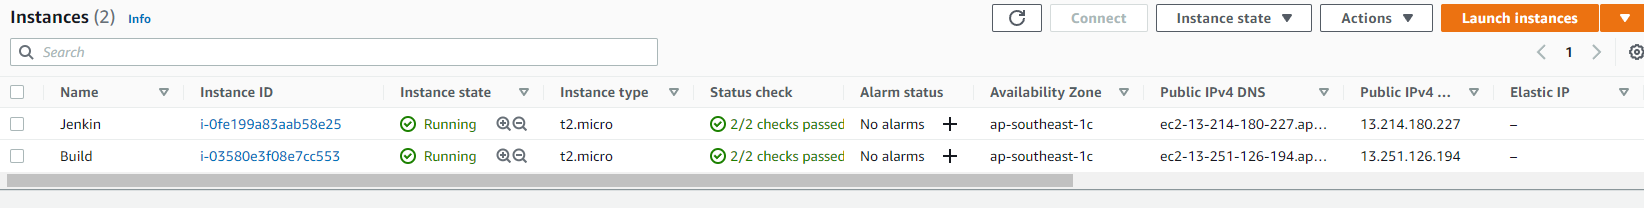 Instances (2) Info Connect Instance state Actions Launch instances
Search 1
Name Instance ID Instance state Instance type Status check Alarm status Availability Zone Public IPv4 DNS Public IPv4 ... Elastic IP
Jenkin i-0fe199a83aab58e25 Running t2.micro 2/2 checks passed No alarms + ap-southeast-1c ec2-13-214-180-227.ap... 13.214.180.227 –
Build i-03580e3f08e7cc553 Running t2.micro 2/2 checks passed No alarms + ap-southeast-1c ec2-13-251-126-194.ap... 13.251.126.194 –